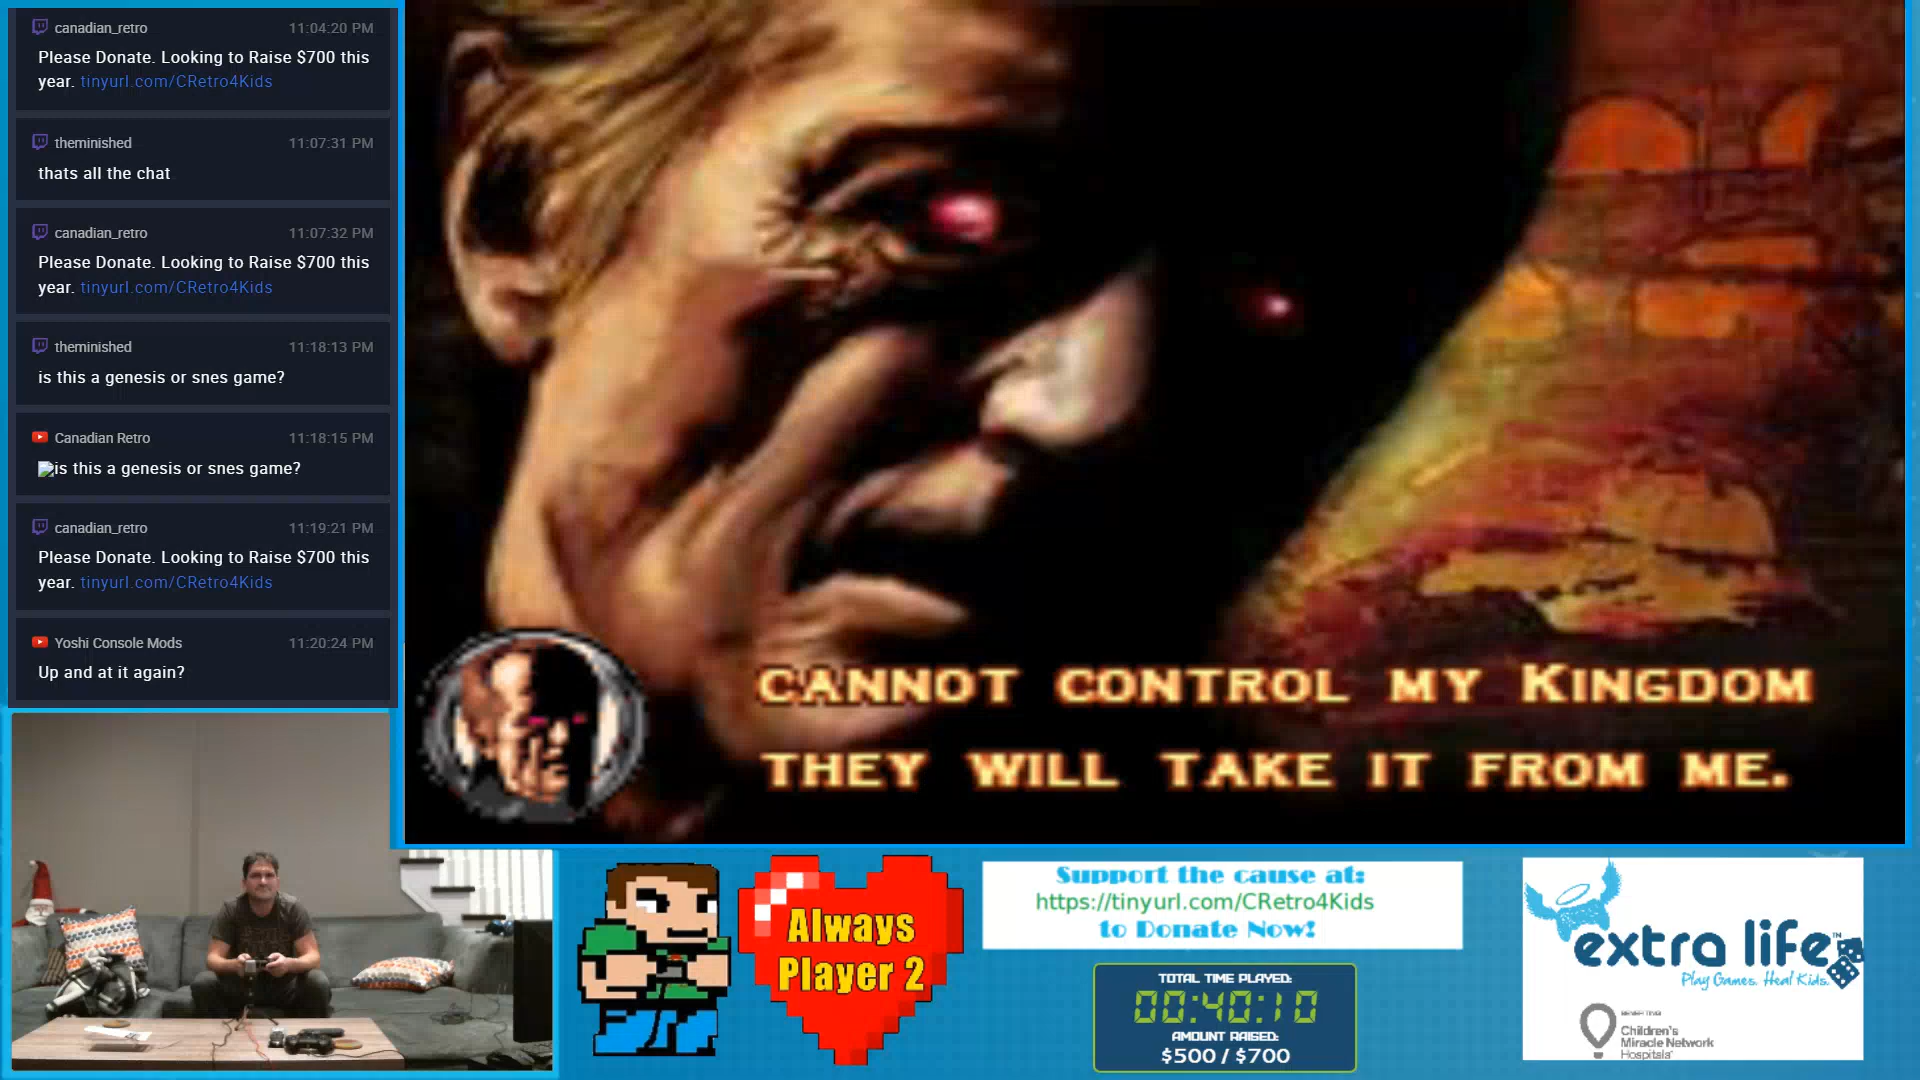 canadian_retro 11:04:20 PM
Please Donate. Looking to Raise $700 this
year. tinyurl.com/CRetro4Kids
theminished 11:07:31 PM
thats all the chat
canadian_retro 11:07:32 PM
Please Donate. Looking to Raise $700 this
year. tinyurl.com/CRetro4Kids
theminished 11:18:13 PM
is this a genesis or snes game?
Canadian Retro 11:18:15 PM
is this a genesis or snes game?
canadian_retro 11:19:21 PM
Please Donate. Looking to Raise $700 this
year. tinyurl.com/CRetro4Kids
Yoshi Console Mods 11:20:24 PM
Up and at it again?
CANNOT CONTROL MY KINGDOM
THEY WILL TAKE IT FROM ME.
Always
Player 2
Support the cause at:
https://tinyurl.com/CRetro4Kids
to Donate Now!
TOTAL TIME PLAYED:
00:40:10
AMOUNT RAISED:
$500 / $700
extra life
Play Games. Heal Kids.
Children's
Miracle Network
Hospitals